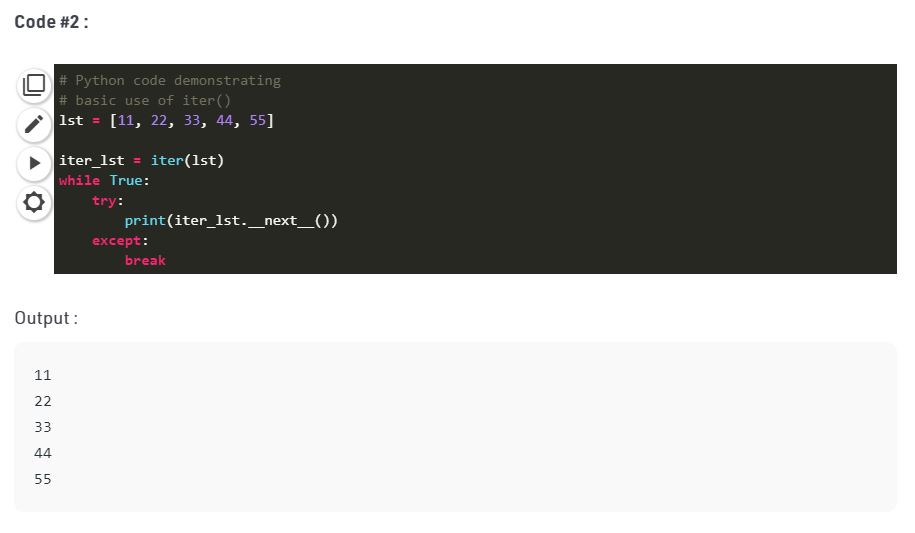 Code #2 :
# Python code demonstrating
# basic use of iter()
lst = [11, 22, 33, 44, 55]
iter_lst = iter(lst)
while True:
    try:
        print(iter_lst.__next__())
    except:
        break
Output :
11
22
33
44
55